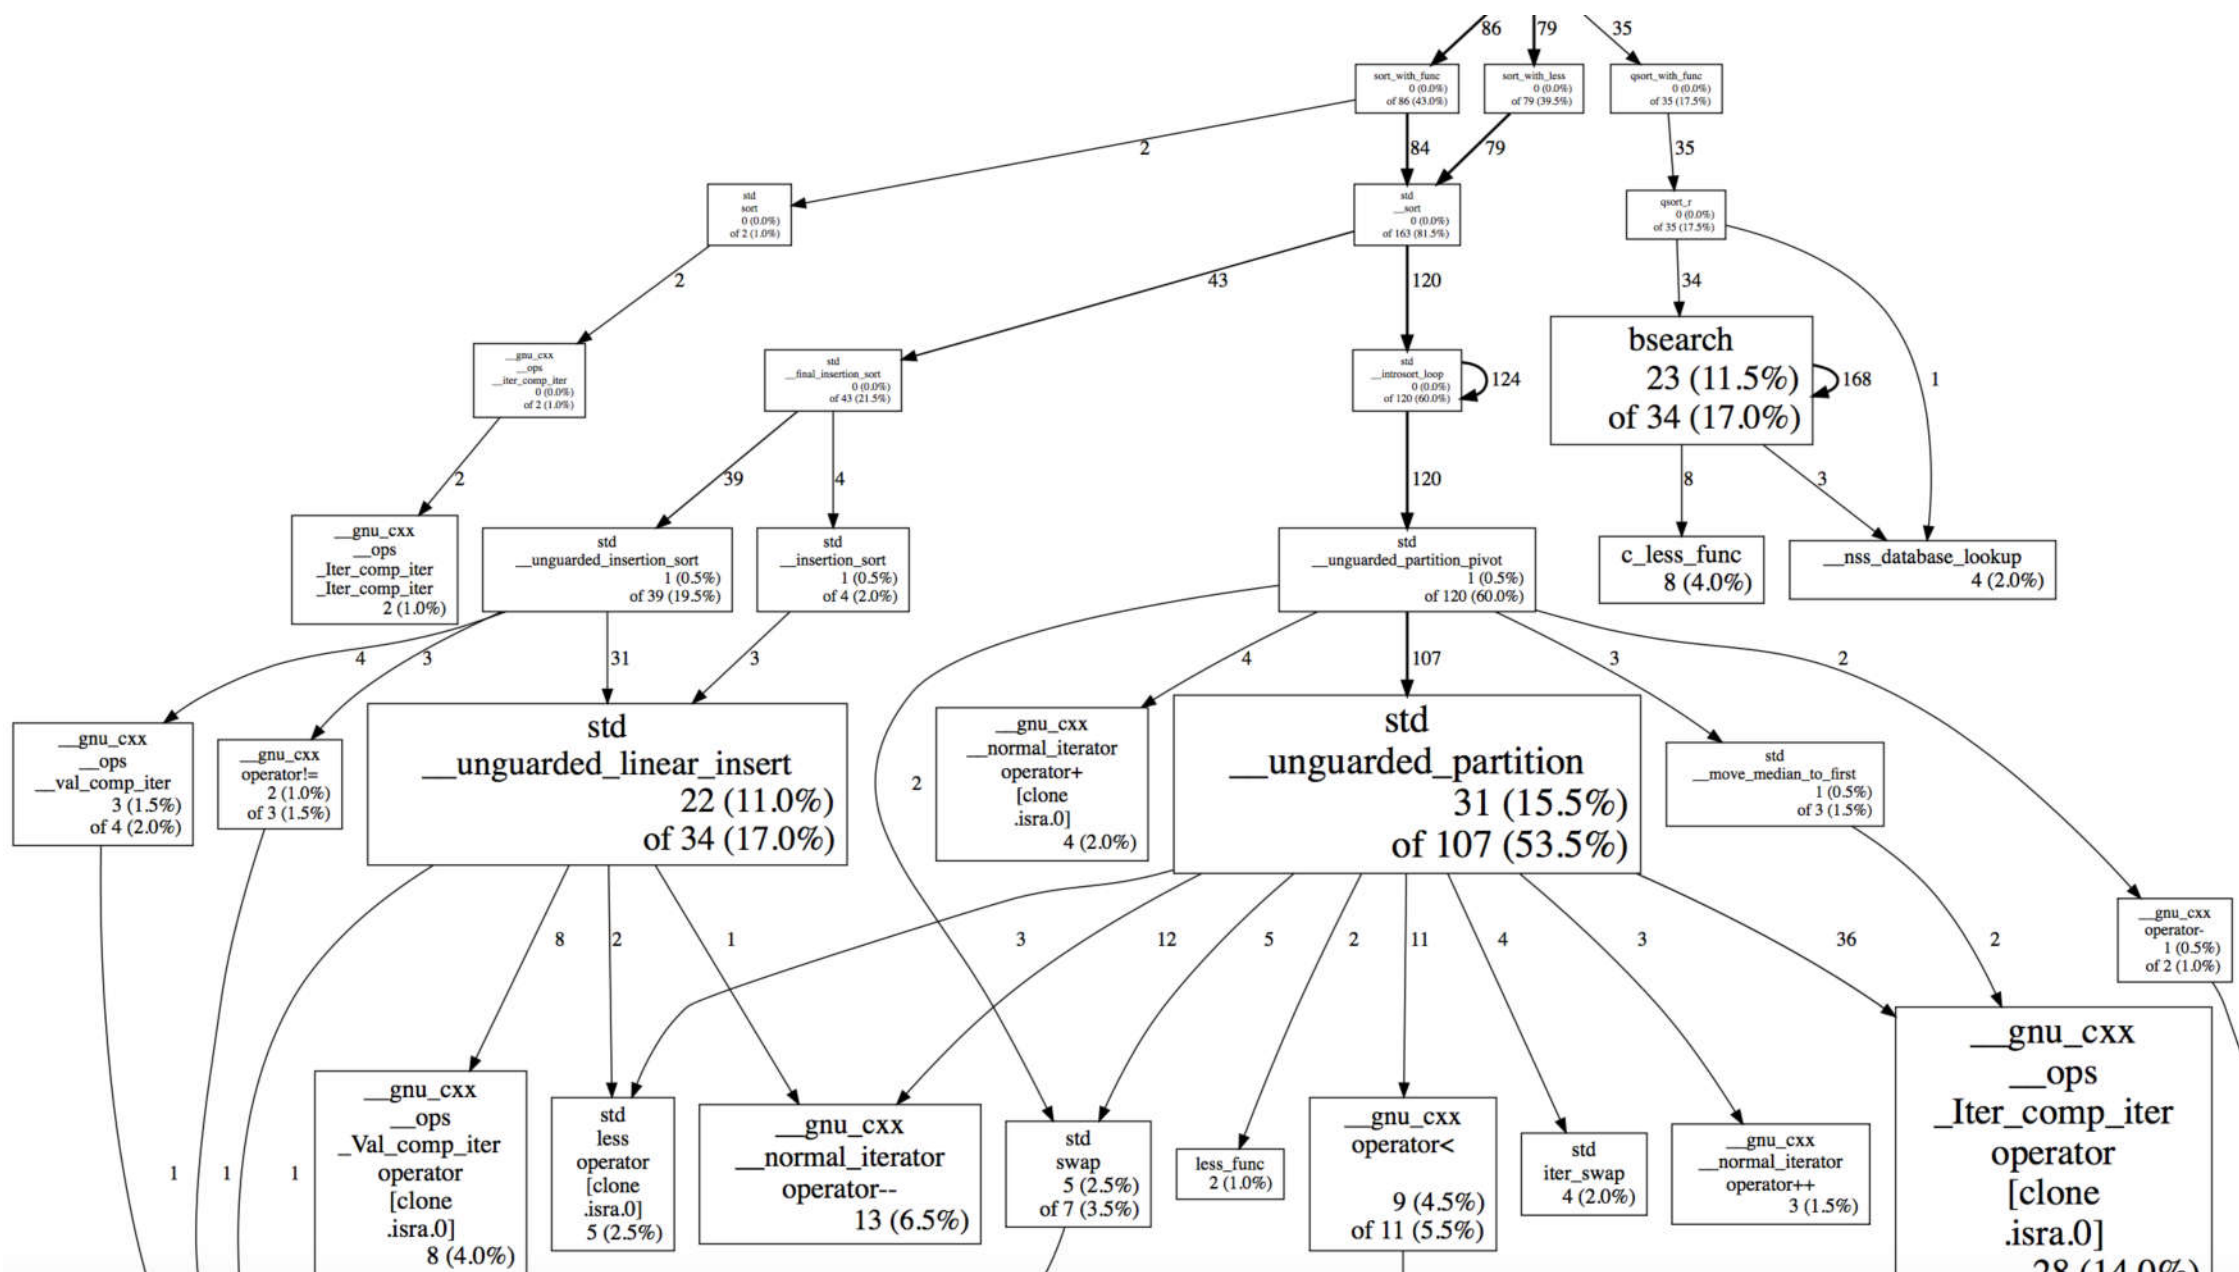 86
79
35
sort_with_func
0 (0.0%)
of 86 (43.0%)
sort_with_less
0 (0.0%)
of 79 (39.5%)
qsort_with_func
0 (0.0%)
of 35 (17.5%)
2
84
79
35
std
sort
0 (0.0%)
of 2 (1.0%)
std
__sort
0 (0.0%)
of 163 (81.5%)
qsort_r
0 (0.0%)
of 35 (17.5%)
2
43
120
34
__gnu_cxx
__ops
__iter_comp_iter
0 (0.0%)
of 2 (1.0%)
std
__final_insertion_sort
0 (0.0%)
of 43 (21.5%)
std
__introsort_loop
0 (0.0%)
of 120 (60.0%)
124
bsearch
23 (11.5%)
of 34 (17.0%)
168
1
2
39
4
120
8
3
__gnu_cxx
__ops
_Iter_comp_iter
_Iter_comp_iter
2 (1.0%)
std
__unguarded_insertion_sort
1 (0.5%)
of 39 (19.5%)
std
__insertion_sort
1 (0.5%)
of 4 (2.0%)
std
__unguarded_partition_pivot
1 (0.5%)
of 120 (60.0%)
c_less_func
8 (4.0%)
__nss_database_lookup
4 (2.0%)
4
3
31
3
4
107
3
2
__gnu_cxx
__ops
__val_comp_iter
3 (1.5%)
of 4 (2.0%)
__gnu_cxx
operator!=
2 (1.0%)
of 3 (1.5%)
std
__unguarded_linear_insert
22 (11.0%)
of 34 (17.0%)
2
__gnu_cxx
__normal_iterator
operator+
[clone
.isra.0]
4 (2.0%)
std
__unguarded_partition
31 (15.5%)
of 107 (53.5%)
std
__move_median_to_first
1 (0.5%)
of 3 (1.5%)
8
2
1
3
12
5
2
11
4
3
36
2
__gnu_cxx
operator-
1 (0.5%)
of 2 (1.0%)
1
1
1
__gnu_cxx
__ops
_Val_comp_iter
operator
[clone
.isra.0]
8 (4.0%)
std
less
operator
[clone
.isra.0]
5 (2.5%)
__gnu_cxx
__normal_iterator
operator--
13 (6.5%)
std
swap
5 (2.5%)
of 7 (3.5%)
less_func
2 (1.0%)
__gnu_cxx
operator<
9 (4.5%)
of 11 (5.5%)
std
iter_swap
4 (2.0%)
__gnu_cxx
__normal_iterator
operator++
3 (1.5%)
__gnu_cxx
__ops
_Iter_comp_iter
operator
[clone
.isra.0]
28 (14.0%)